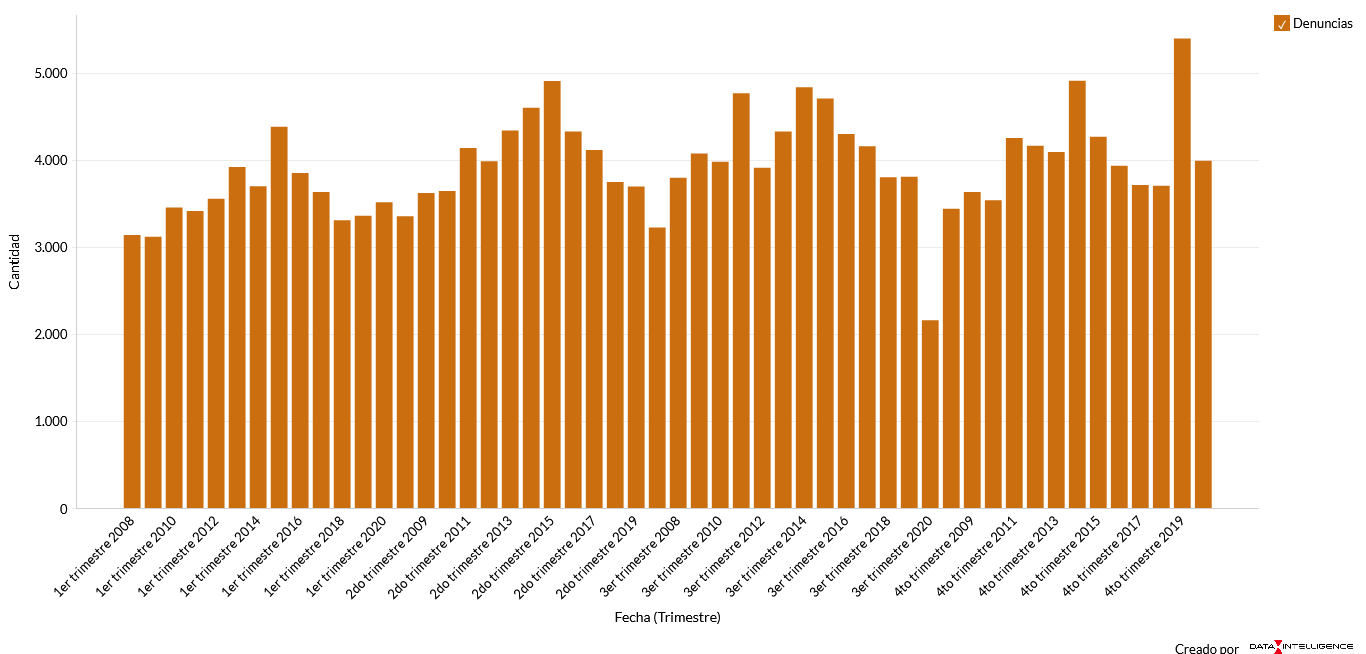 Denuncias
5.000
4.000
3.000
2.000
1.000
0
Cantidad
1er trimestre 2008
1er trimestre 2010
1er trimestre 2012
1er trimestre 2014
1er trimestre 2016
1er trimestre 2018
1er trimestre 2020
2do trimestre 2009
2do trimestre 2011
2do trimestre 2013
2do trimestre 2015
2do trimestre 2017
2do trimestre 2019
3er trimestre 2008
3er trimestre 2010
3er trimestre 2012
3er trimestre 2014
3er trimestre 2016
3er trimestre 2018
3er trimestre 2020
4to trimestre 2009
4to trimestre 2011
4to trimestre 2013
4to trimestre 2015
4to trimestre 2017
4to trimestre 2019
Fecha (Trimestre)
Creado por DATA INTELLIGENCE